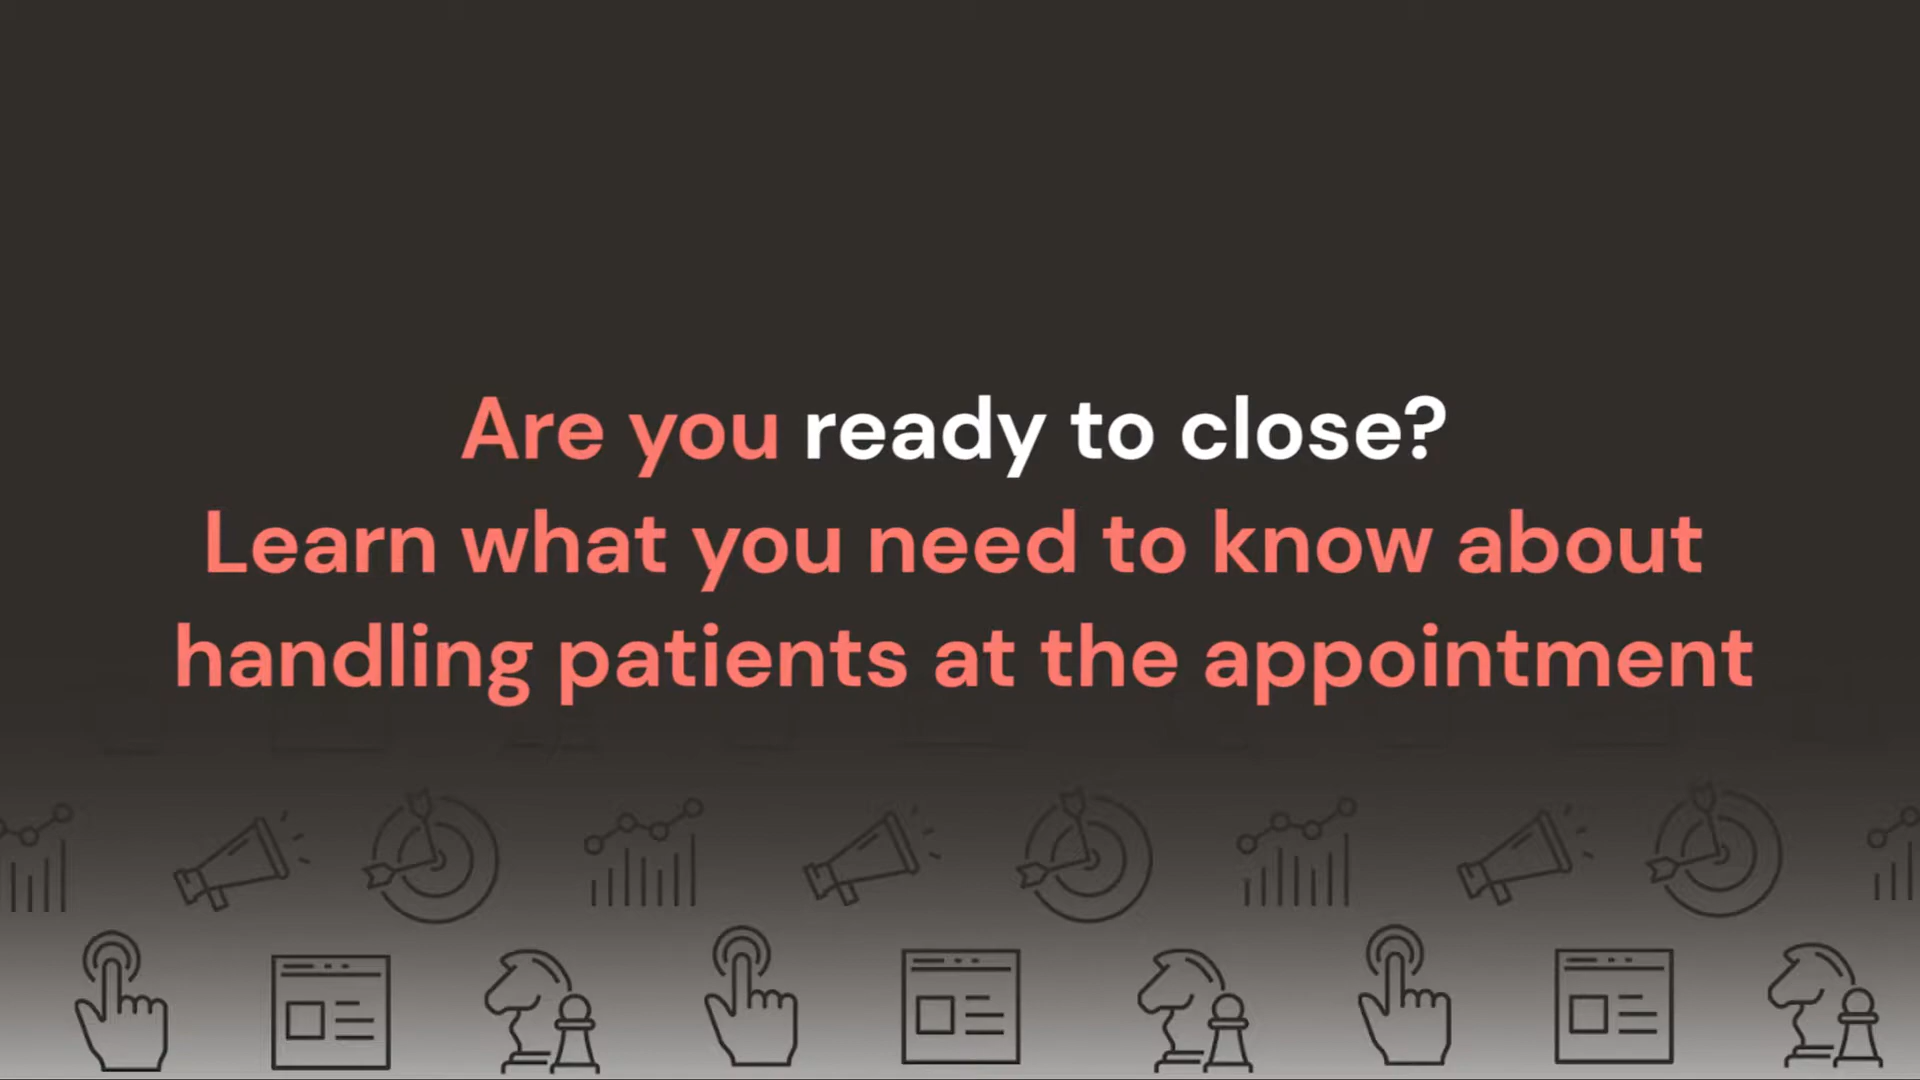 Are you ready to close?
Learn what you need to know about
handling patients at the appointment